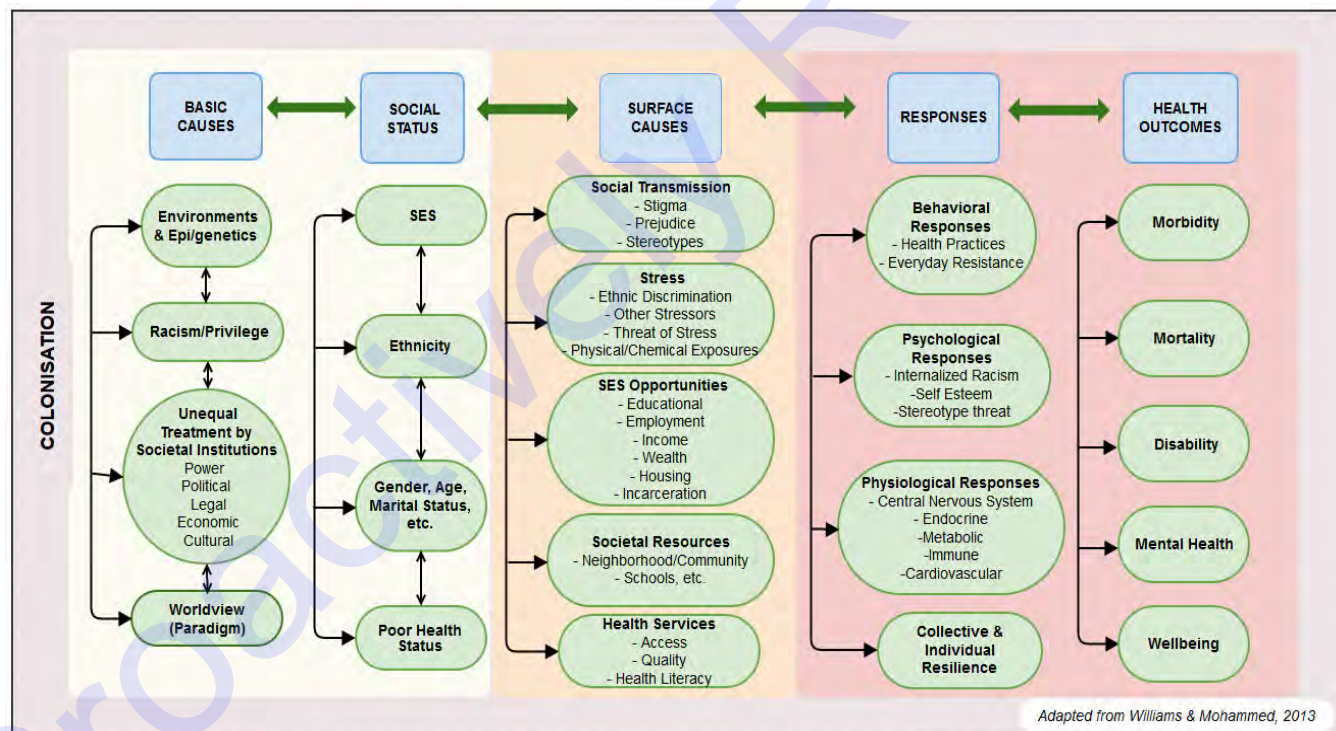 COLONISATION
BASIC
CAUSES
SOCIAL
STATUS
SURFACE
CAUSES
RESPONSES
HEALTH
OUTCOMES
Environments
& Epi/genetics
Racism/Privilege
Unequal
Treatment by
Societal Institutions
Power
Political
Legal
Economic
Cultural
Worldview
(Paradigm)
SES
Ethnicity
Gender, Age,
Marital Status,
etc.
Poor Health
Status
Social Transmission
- Stigma
- Prejudice
- Stereotypes
Stress
- Ethnic Discrimination
- Other Stressors
- Threat of Stress
- Physical/Chemical Exposures
SES Opportunities
- Educational
- Employment
- Income
- Wealth
- Housing
- Incarceration
Societal Resources
- Neighborhood/Community
- Schools, etc.
Health Services
- Access
- Quality
- Health Literacy
Behavioral
Responses
- Health Practices
- Everyday Resistance
Psychological
Responses
- Internalized Racism
-Self Esteem
-Stereotype threat
Physiological Responses
- Central Nervous System
- Endocrine
-Metabolic
-Immune
-Cardiovascular
Collective &
Individual
Resilience
Morbidity
Mortality
Disability
Mental Health
Wellbeing
Adapted from Williams & Mohammed, 2013
roactively R